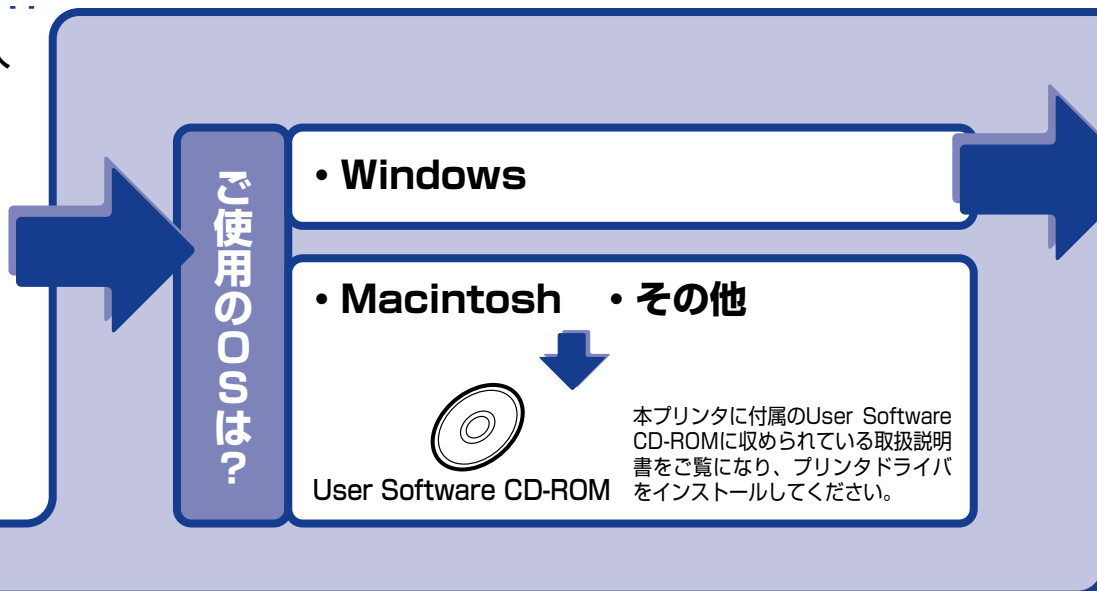 ご使用のOSは?
・Windows
・Macintosh ・その他
User Software CD-ROM
本プリンタに付属のUser Software
CD-ROMに収められている取扱説明
書をご覧になり、プリンタドライバ
をインストールしてください。